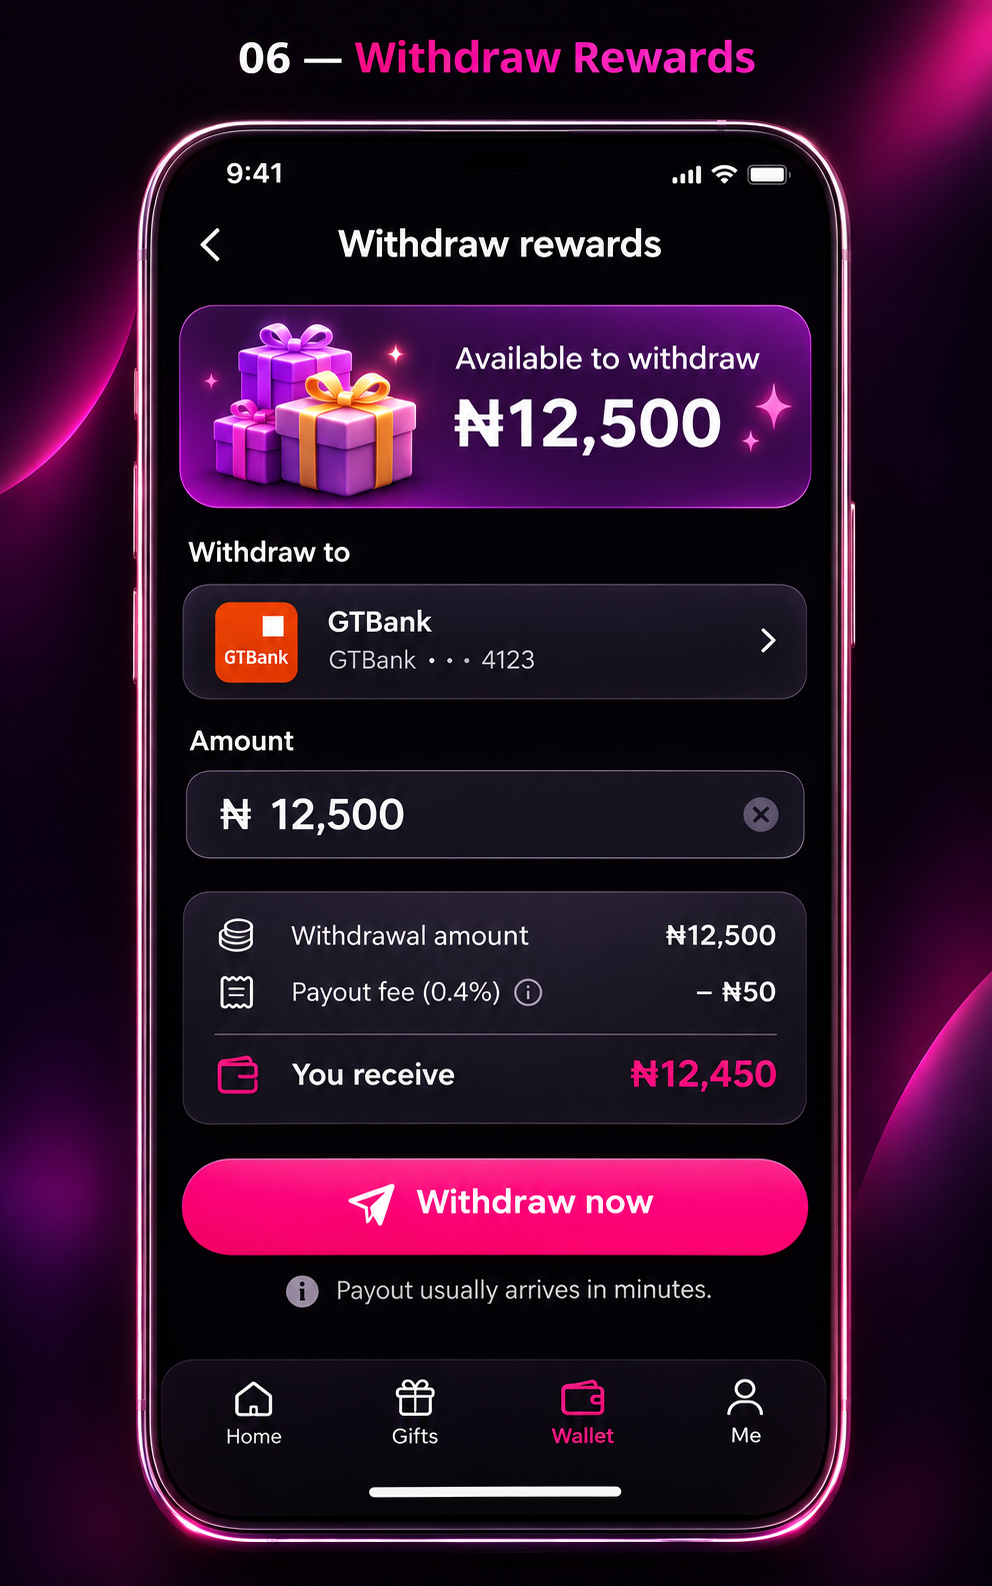 06 — Withdraw Rewards
9:41
Withdraw rewards
Available to withdraw
₦12,500
Withdraw to
GTBank
GTBank
GTBank • • • 4123
Amount
₦ 12,500
Withdrawal amount ₦12,500
Payout fee (0.4%) – ₦50
You receive ₦12,450
Withdraw now
Payout usually arrives in minutes.
Home Gifts Wallet Me